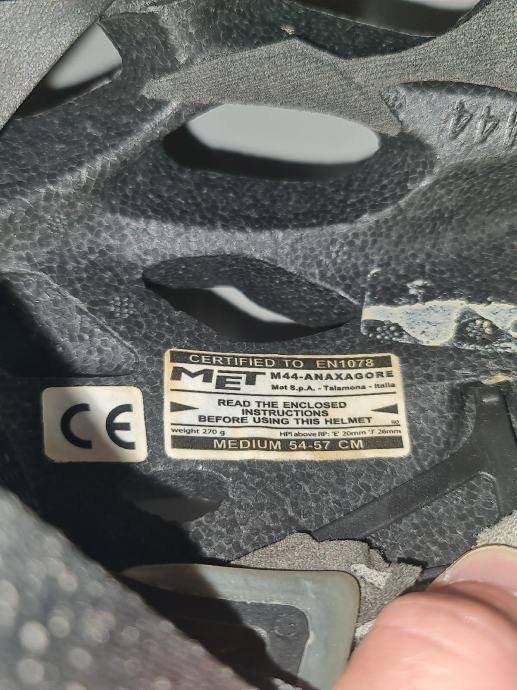 M44
CERTIFIED TO EN1078
MET M44-ANAXAGORE
Met S.p.A. - Talamona - Italia
READ THE ENCLOSED
INSTRUCTIONS
BEFORE USING THIS HELMET
weight 270 g HPI above RP: 'E' 20mm 'J' 26mm
MEDIUM 54-57 CM
CE